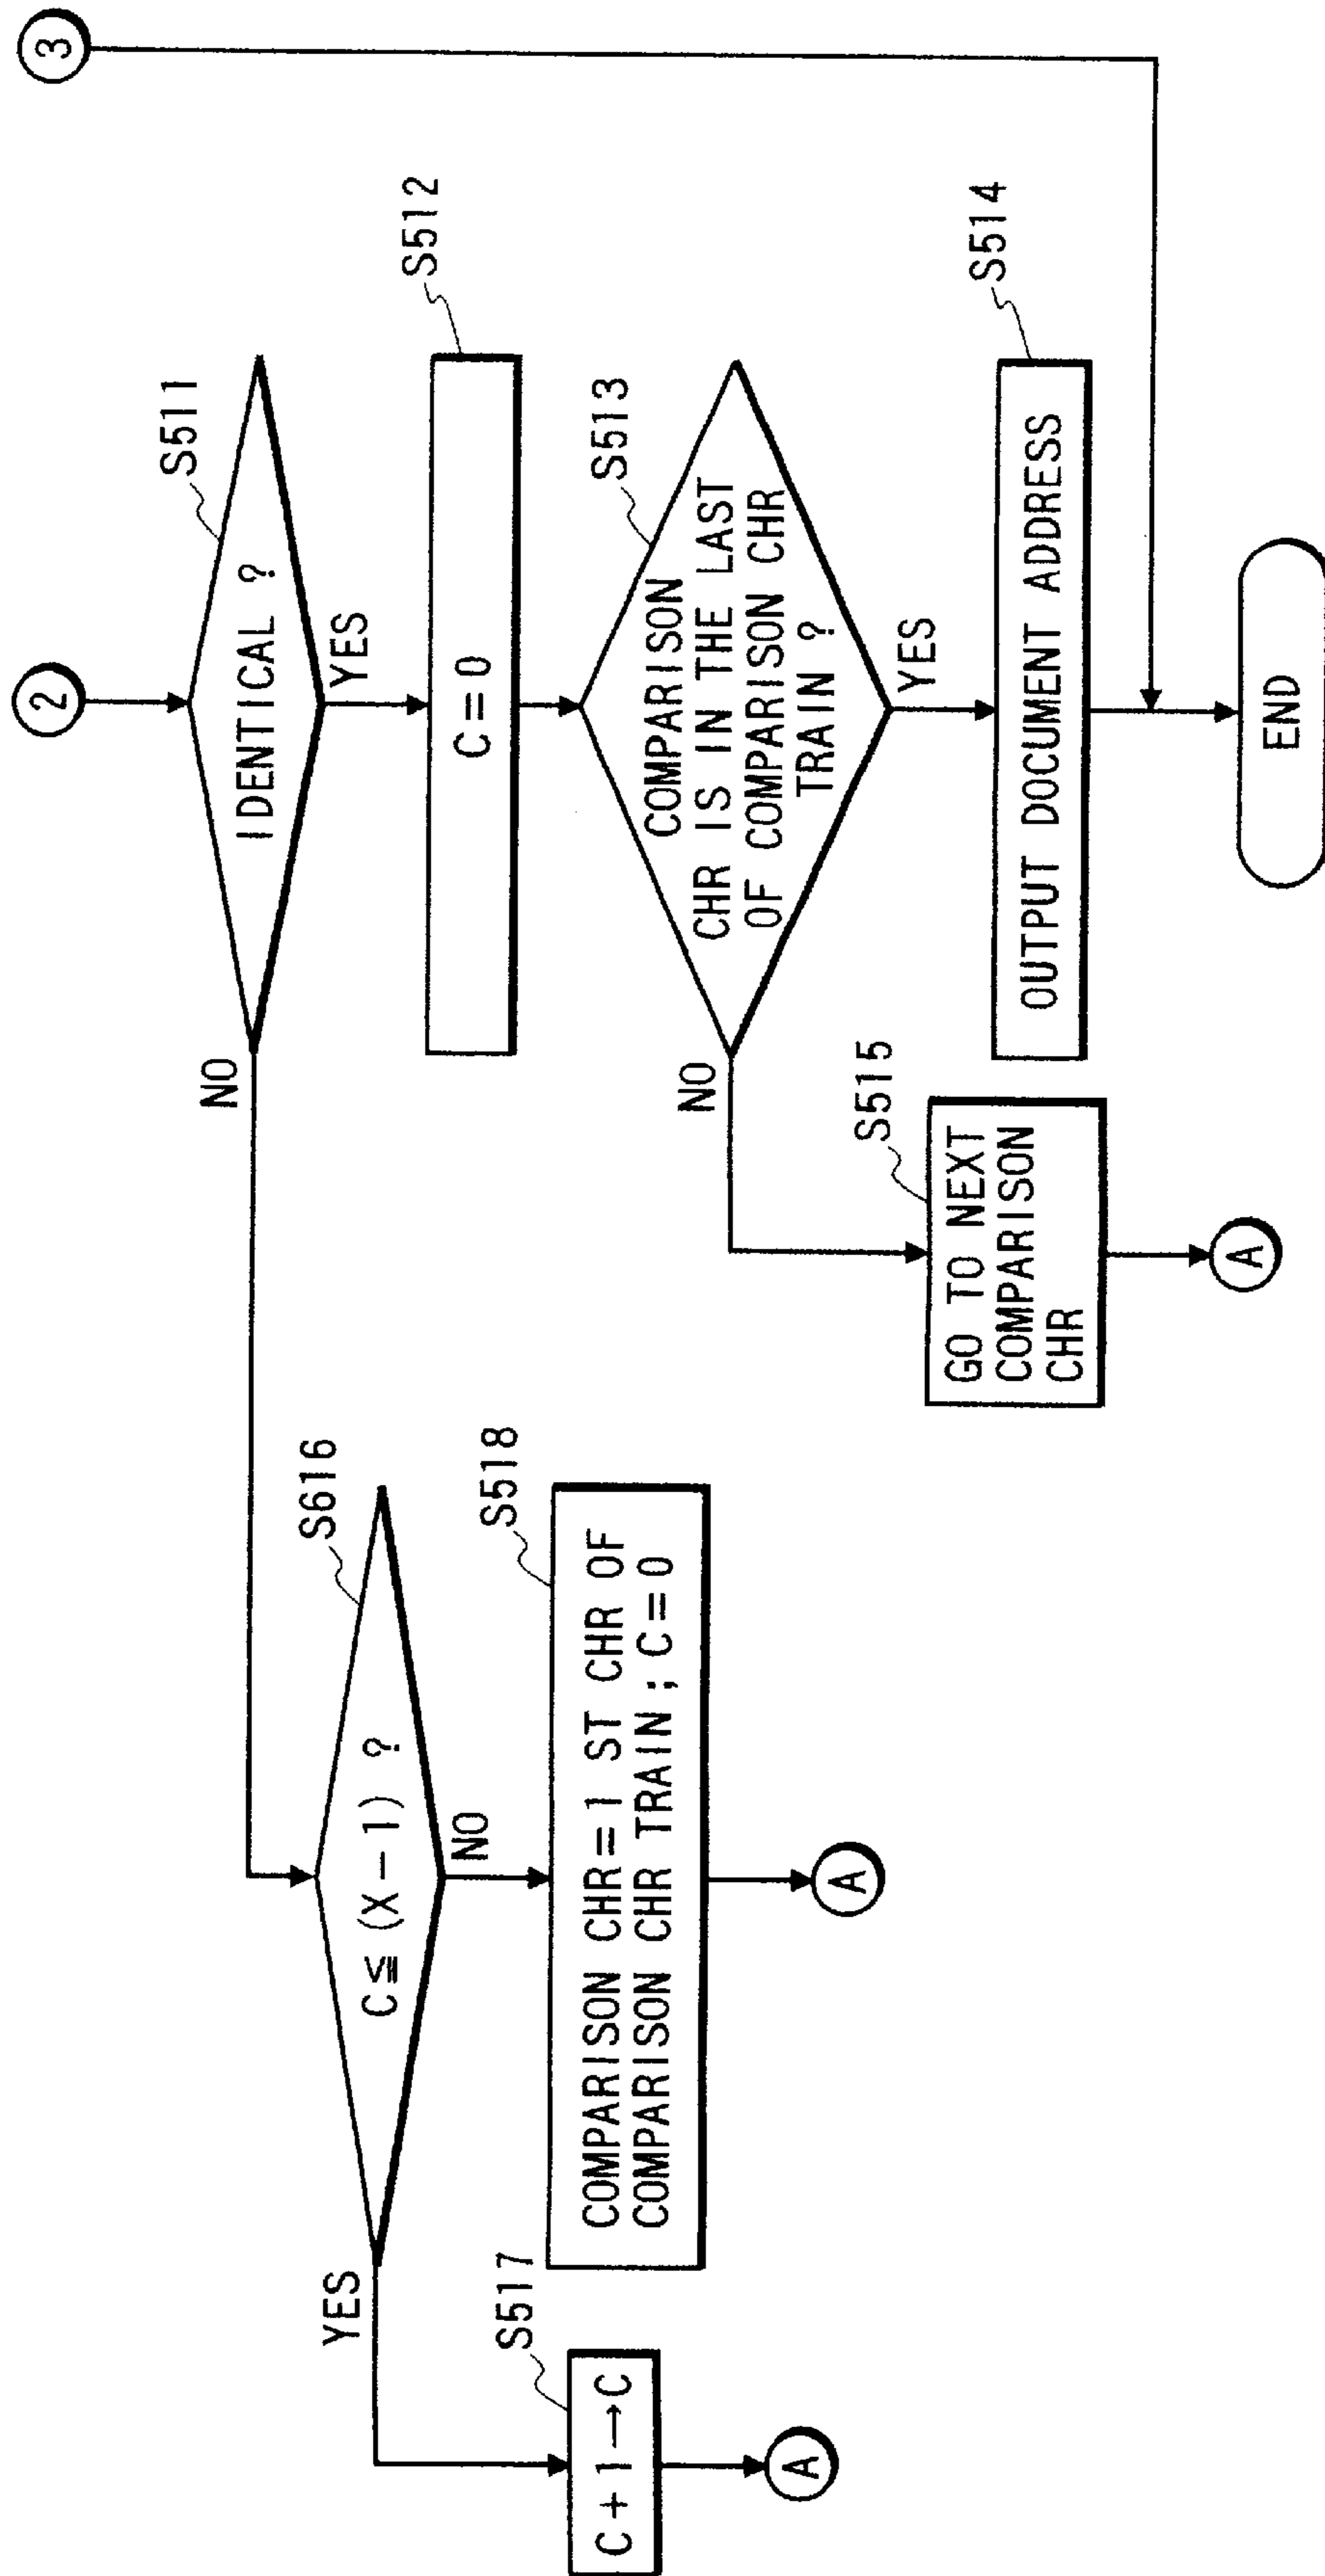 3
2
S511
IDENTICAL ?
NO
YES
S512
C = 0
S513
COMPARISON
CHR IS IN THE LAST
OF COMPARISON CHR
TRAIN ?
NO
YES
S514
OUTPUT DOCUMENT ADDRESS
END
S515
GO TO NEXT
COMPARISON
CHR
A
S616
C ≦ (X − 1) ?
YES
NO
S518
COMPARISON CHR = 1 ST CHR OF
COMPARISON CHR TRAIN ; C = 0
A
S517
C + 1 → C
A